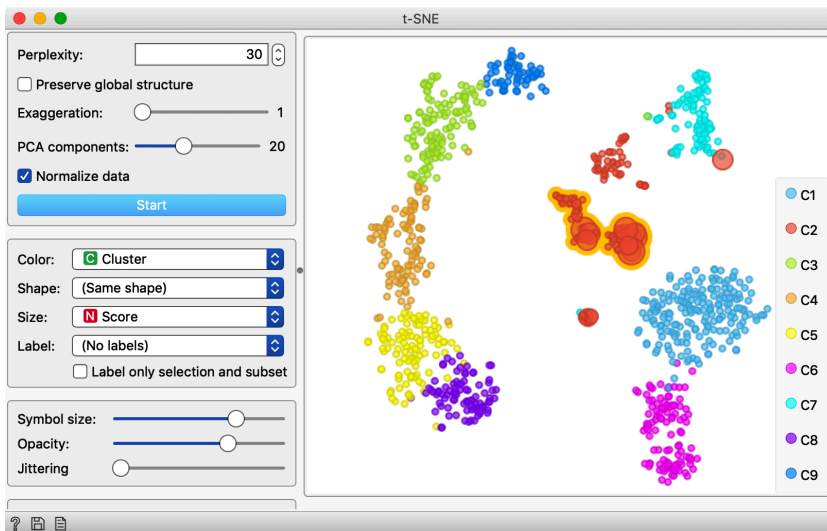 t-SNE
Perplexity: 30
Preserve global structure
Exaggeration: 1
PCA components: 20
Normalize data
Start
Color: C Cluster
Shape: (Same shape)
Size: N Score
Label: (No labels)
Label only selection and subset
Symbol size:
Opacity:
Jittering
?
C1
C2
C3
C4
C5
C6
C7
C8
C9